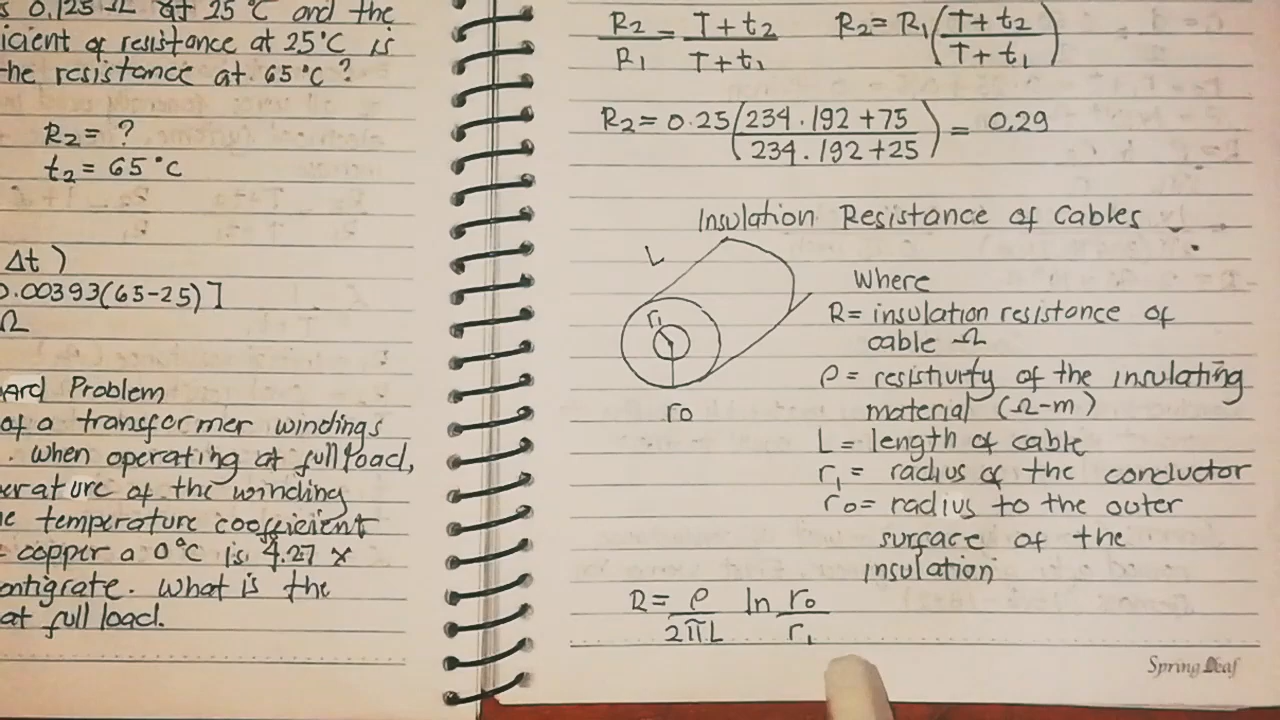 s 0.125 Ω at 25 °C and the
icient of resistance at 25°C is
he resistance at 65°C?
R₂ = ?
t₂ = 65°C
Δt )
0.00393(65-25)]
Ω
ard Problem
of a transformer windings
. when operating at full load,
erature of the winding
e temperature coefficient
copper a 0°C is 4.27 x
entigrate. What is the
at full load.
R₂/R₁ = T+t₂/T+t₁ R₂ = R₁(T+t₂/T+t₁)
R₂ = 0.25(234.192+75/234.192+25) = 0.29
Insulation Resistance of Cables
L
Where
R = insulation resistance of
cable Ω
r₁
ρ = resistivity of the insulating
material (Ω-m)
ro
L = length of cable
r₁ = radius of the conductor
ro = radius to the outer
surface of the
insulation
R = ρ/2πL ln ro/r₁
Spring Leaf